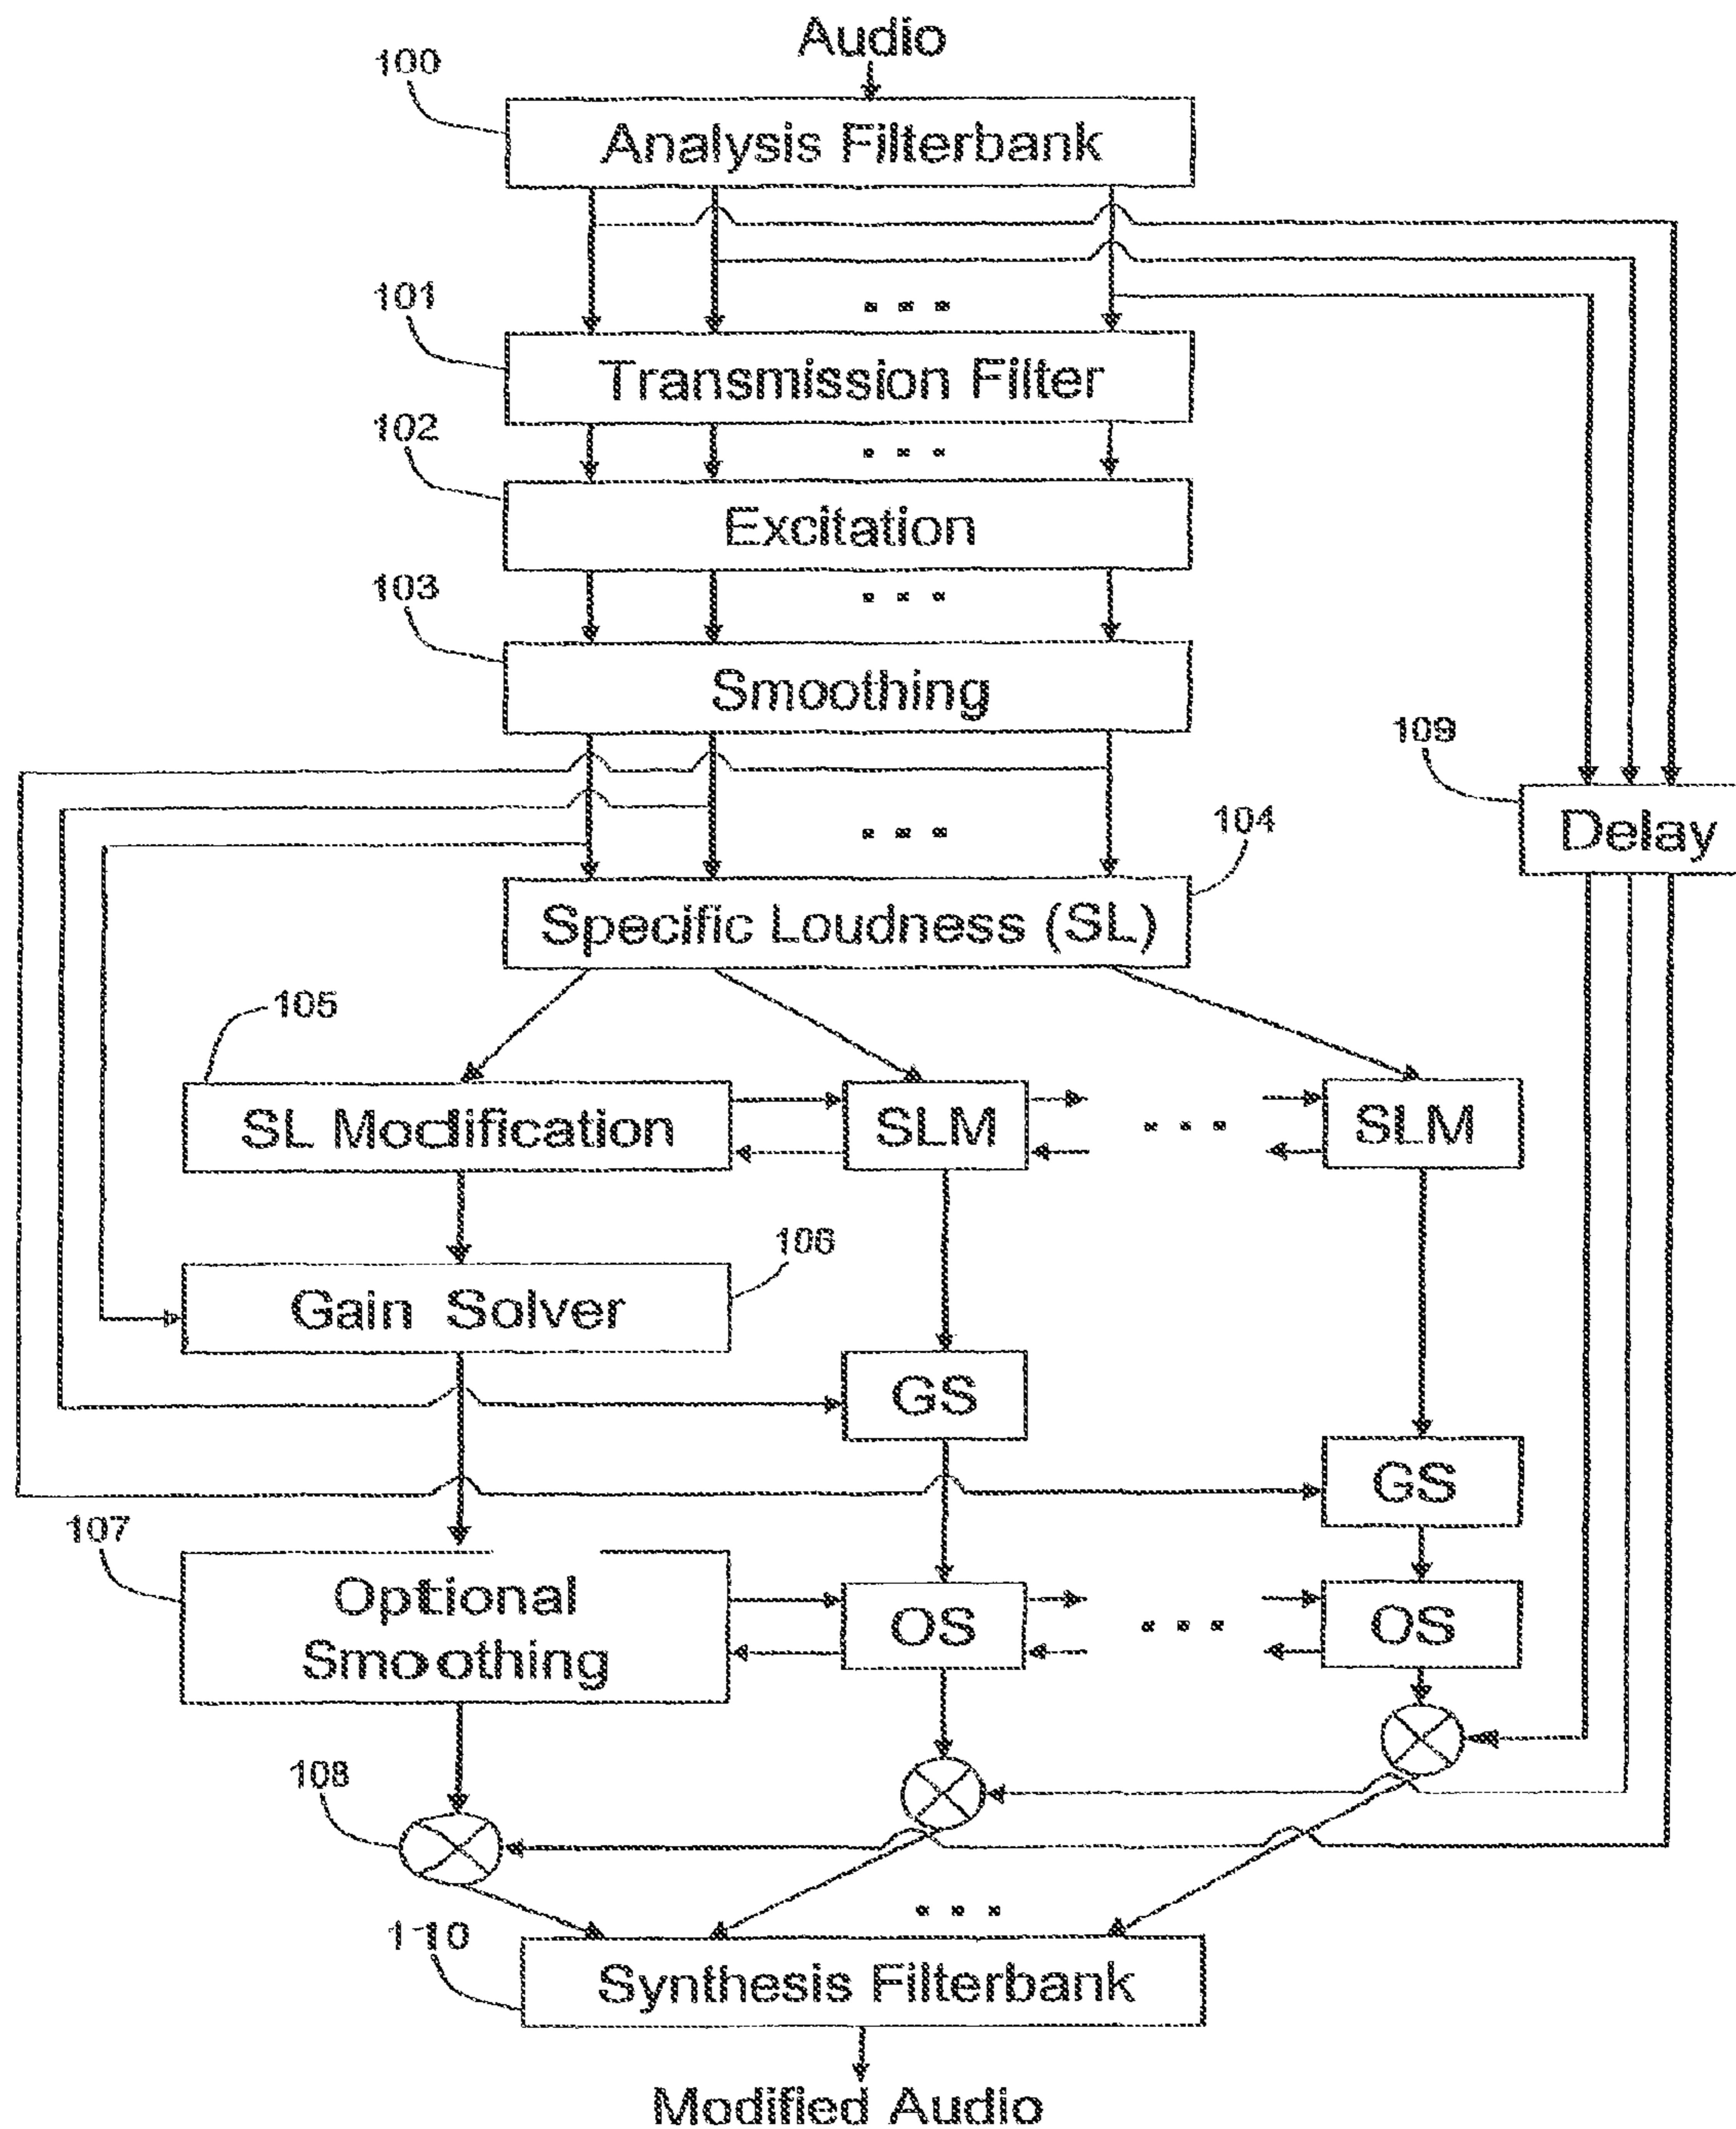 Audio
100
Analysis Filterbank
101
. . .
Transmission Filter
102
. . .
Excitation
103
. . .
Smoothing
109
Delay
. . .
104
Specific Loudness (SL)
105
SL Modification
SLM
. . .
SLM
106
Gain Solver
GS
GS
107
Optional
Smoothing
OS
. . .
OS
108
. . .
110
Synthesis Filterbank
Modified Audio